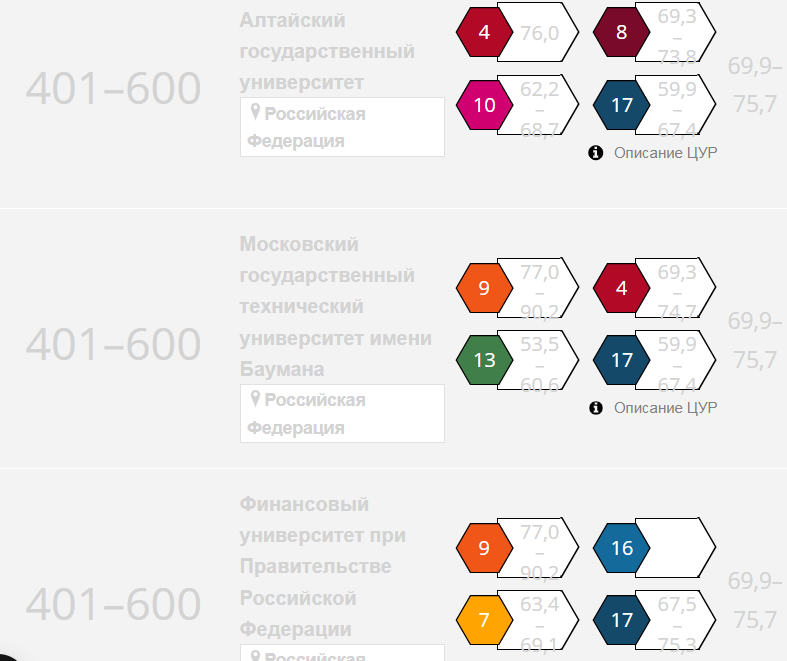 401–600
Алтайский
государственный
университет
Российская
Федерация
4
76,0
8
69,3
–
73,8
10
62,2
–
68,7
17
59,9
–
67,4
Описание ЦУР
69,9–
75,7
401–600
Московский
государственный
технический
университет имени
Баумана
Российская
Федерация
9
77,0
–
90,2
4
69,3
–
74,7
13
53,5
–
60,6
17
59,9
–
67,4
Описание ЦУР
69,9–
75,7
401–600
Финансовый
университет при
Правительстве
Российской
Федерации
Российская
9
77,0
–
90,2
16
7
63,4
–
69,1
17
67,5
–
75,3
69,9–
75,7